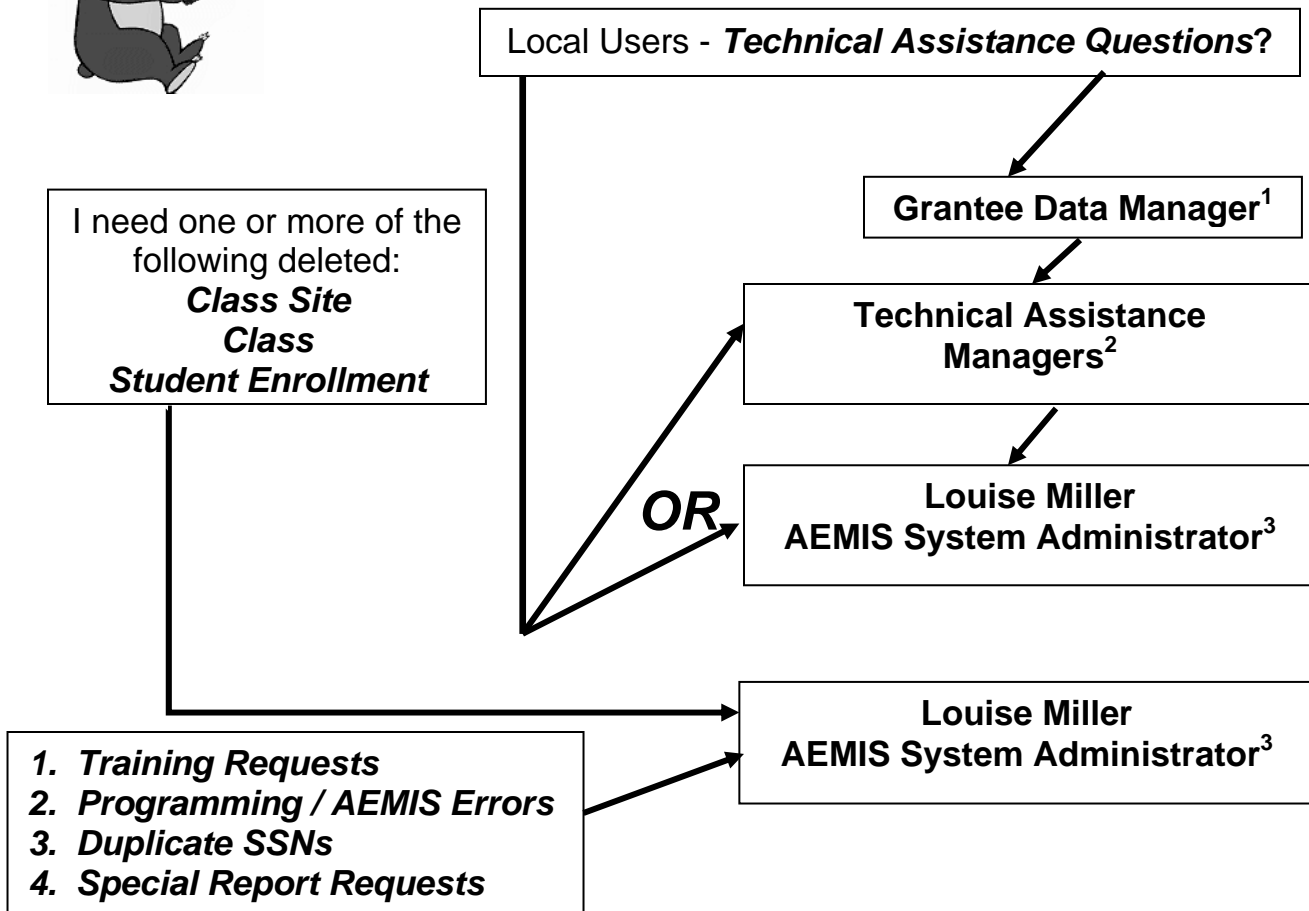 Local Users - Technical Assistance Questions?
Grantee Data Manager1
I need one or more of the
following deleted:
Class Site
Class
Student Enrollment
Technical Assistance
Managers2
OR
Louise Miller
AEMIS System Administrator3
Louise Miller
AEMIS System Administrator3
1. Training Requests
2. Programming / AEMIS Errors
3. Duplicate SSNs
4. Special Report Requests